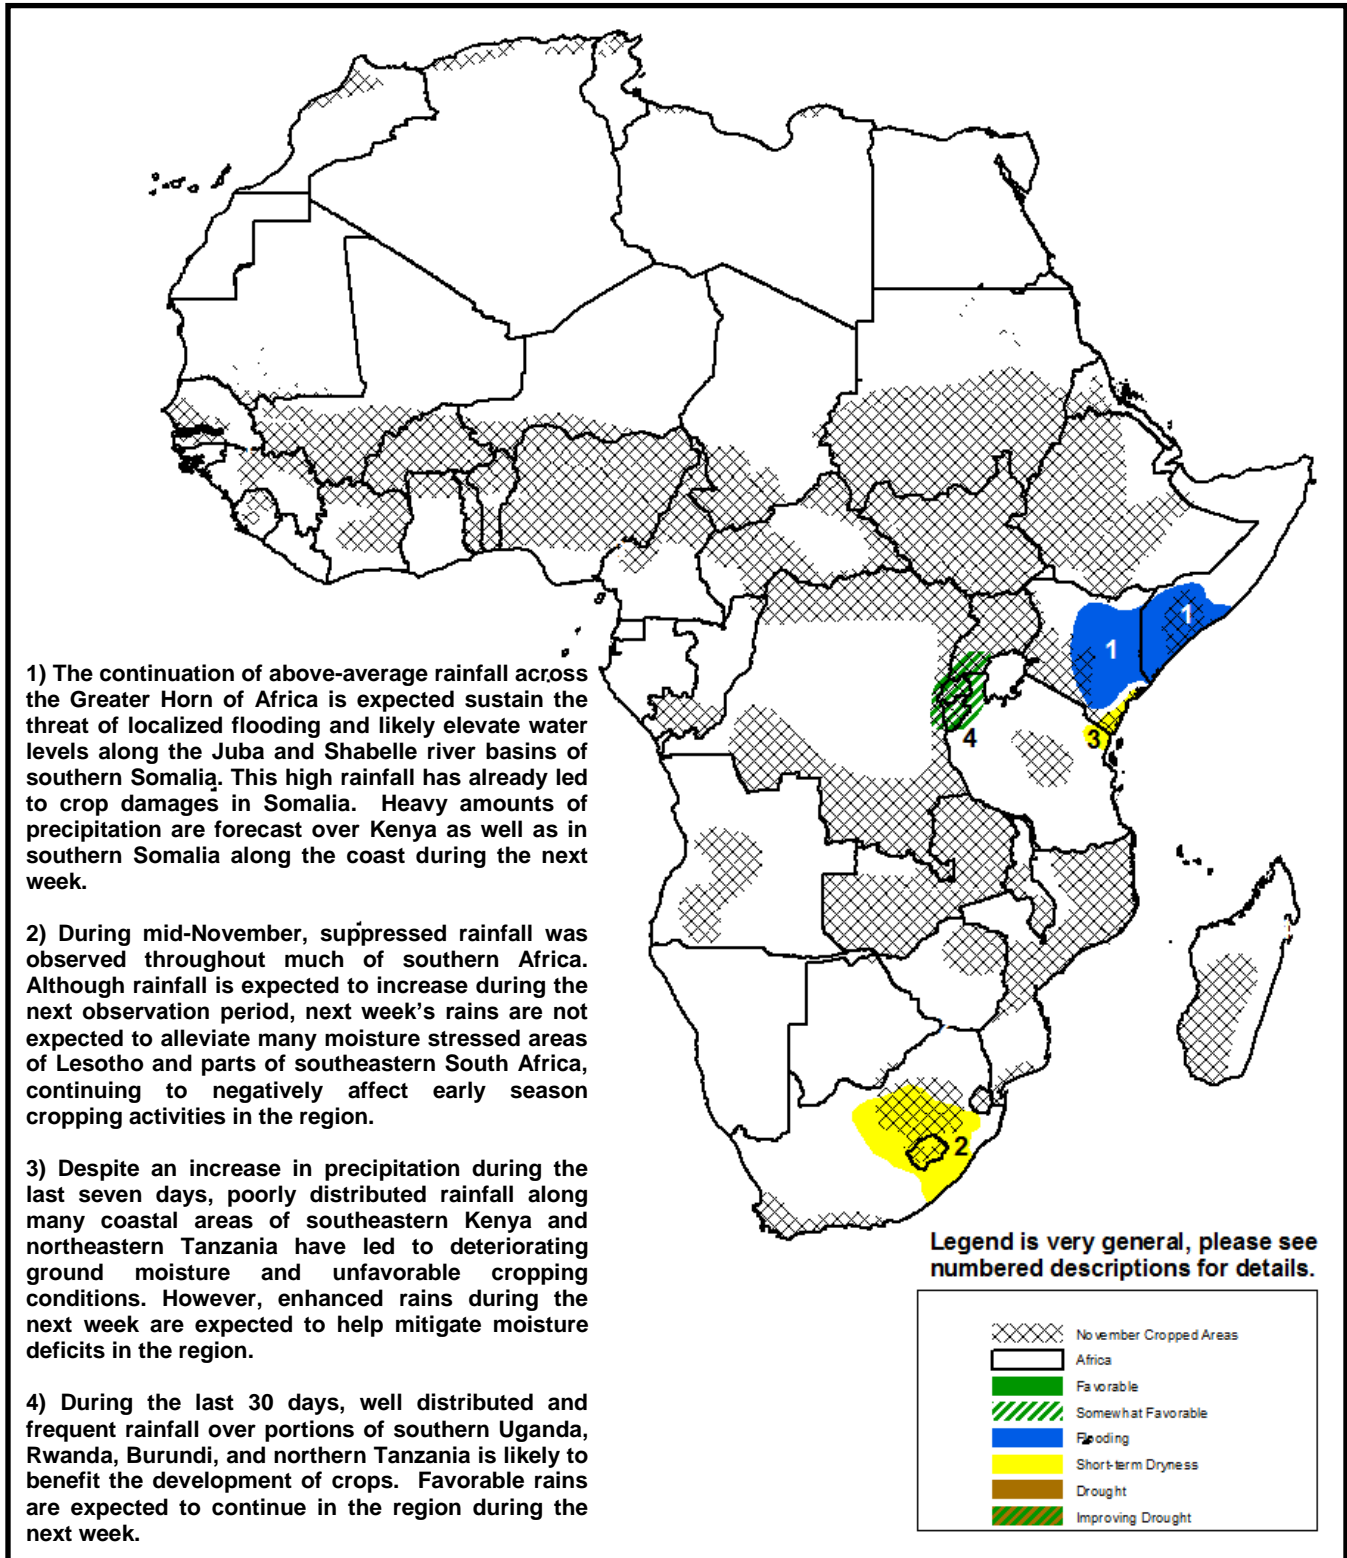 1) The continuation of above-average rainfall across
the Greater Horn of Africa is expected sustain the
threat of localized flooding and likely elevate water
levels along the Juba and Shabelle river basins of
southern Somalia. This high rainfall has already led
to crop damages in Somalia. Heavy amounts of
precipitation are forecast over Kenya as well as in
southern Somalia along the coast during the next
week.
2) During mid-November, suppressed rainfall was
observed throughout much of southern Africa.
Although rainfall is expected to increase during the
next observation period, next week's rains are not
expected to alleviate many moisture stressed areas
of Lesotho and parts of southeastern South Africa,
continuing to negatively affect early season
cropping activities in the region.
3) Despite an increase in precipitation during the
last seven days, poorly distributed rainfall along
many coastal areas of southeastern Kenya and
northeastern Tanzania have led to deteriorating
ground moisture and unfavorable cropping
conditions. However, enhanced rains during the
next week are expected to help mitigate moisture
deficits in the region.
4) During the last 30 days, well distributed and
frequent rainfall over portions of southern Uganda,
Rwanda, Burundi, and northern Tanzania is likely to
benefit the development of crops. Favorable rains
are expected to continue in the region during the
next week.
1
1
4
3
2
Legend is very general, please see
numbered descriptions for details.
November Cropped Areas
Africa
Favorable
Somewhat Favorable
Flooding
Short-term Dryness
Drought
Improving Drought